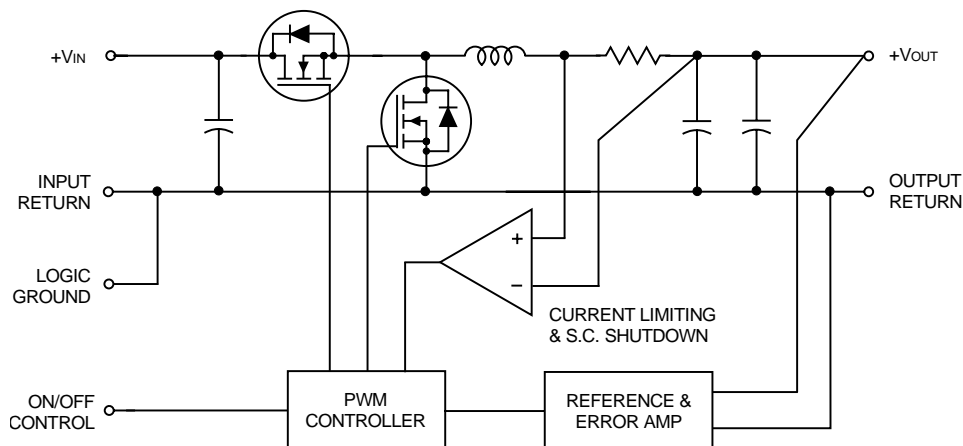 +VIN
+VOUT
INPUT
RETURN
OUTPUT
RETURN
+
−
LOGIC
GROUND
CURRENT LIMITING
& S.C. SHUTDOWN
ON/OFF
CONTROL
PWM
CONTROLLER
REFERENCE &
ERROR AMP